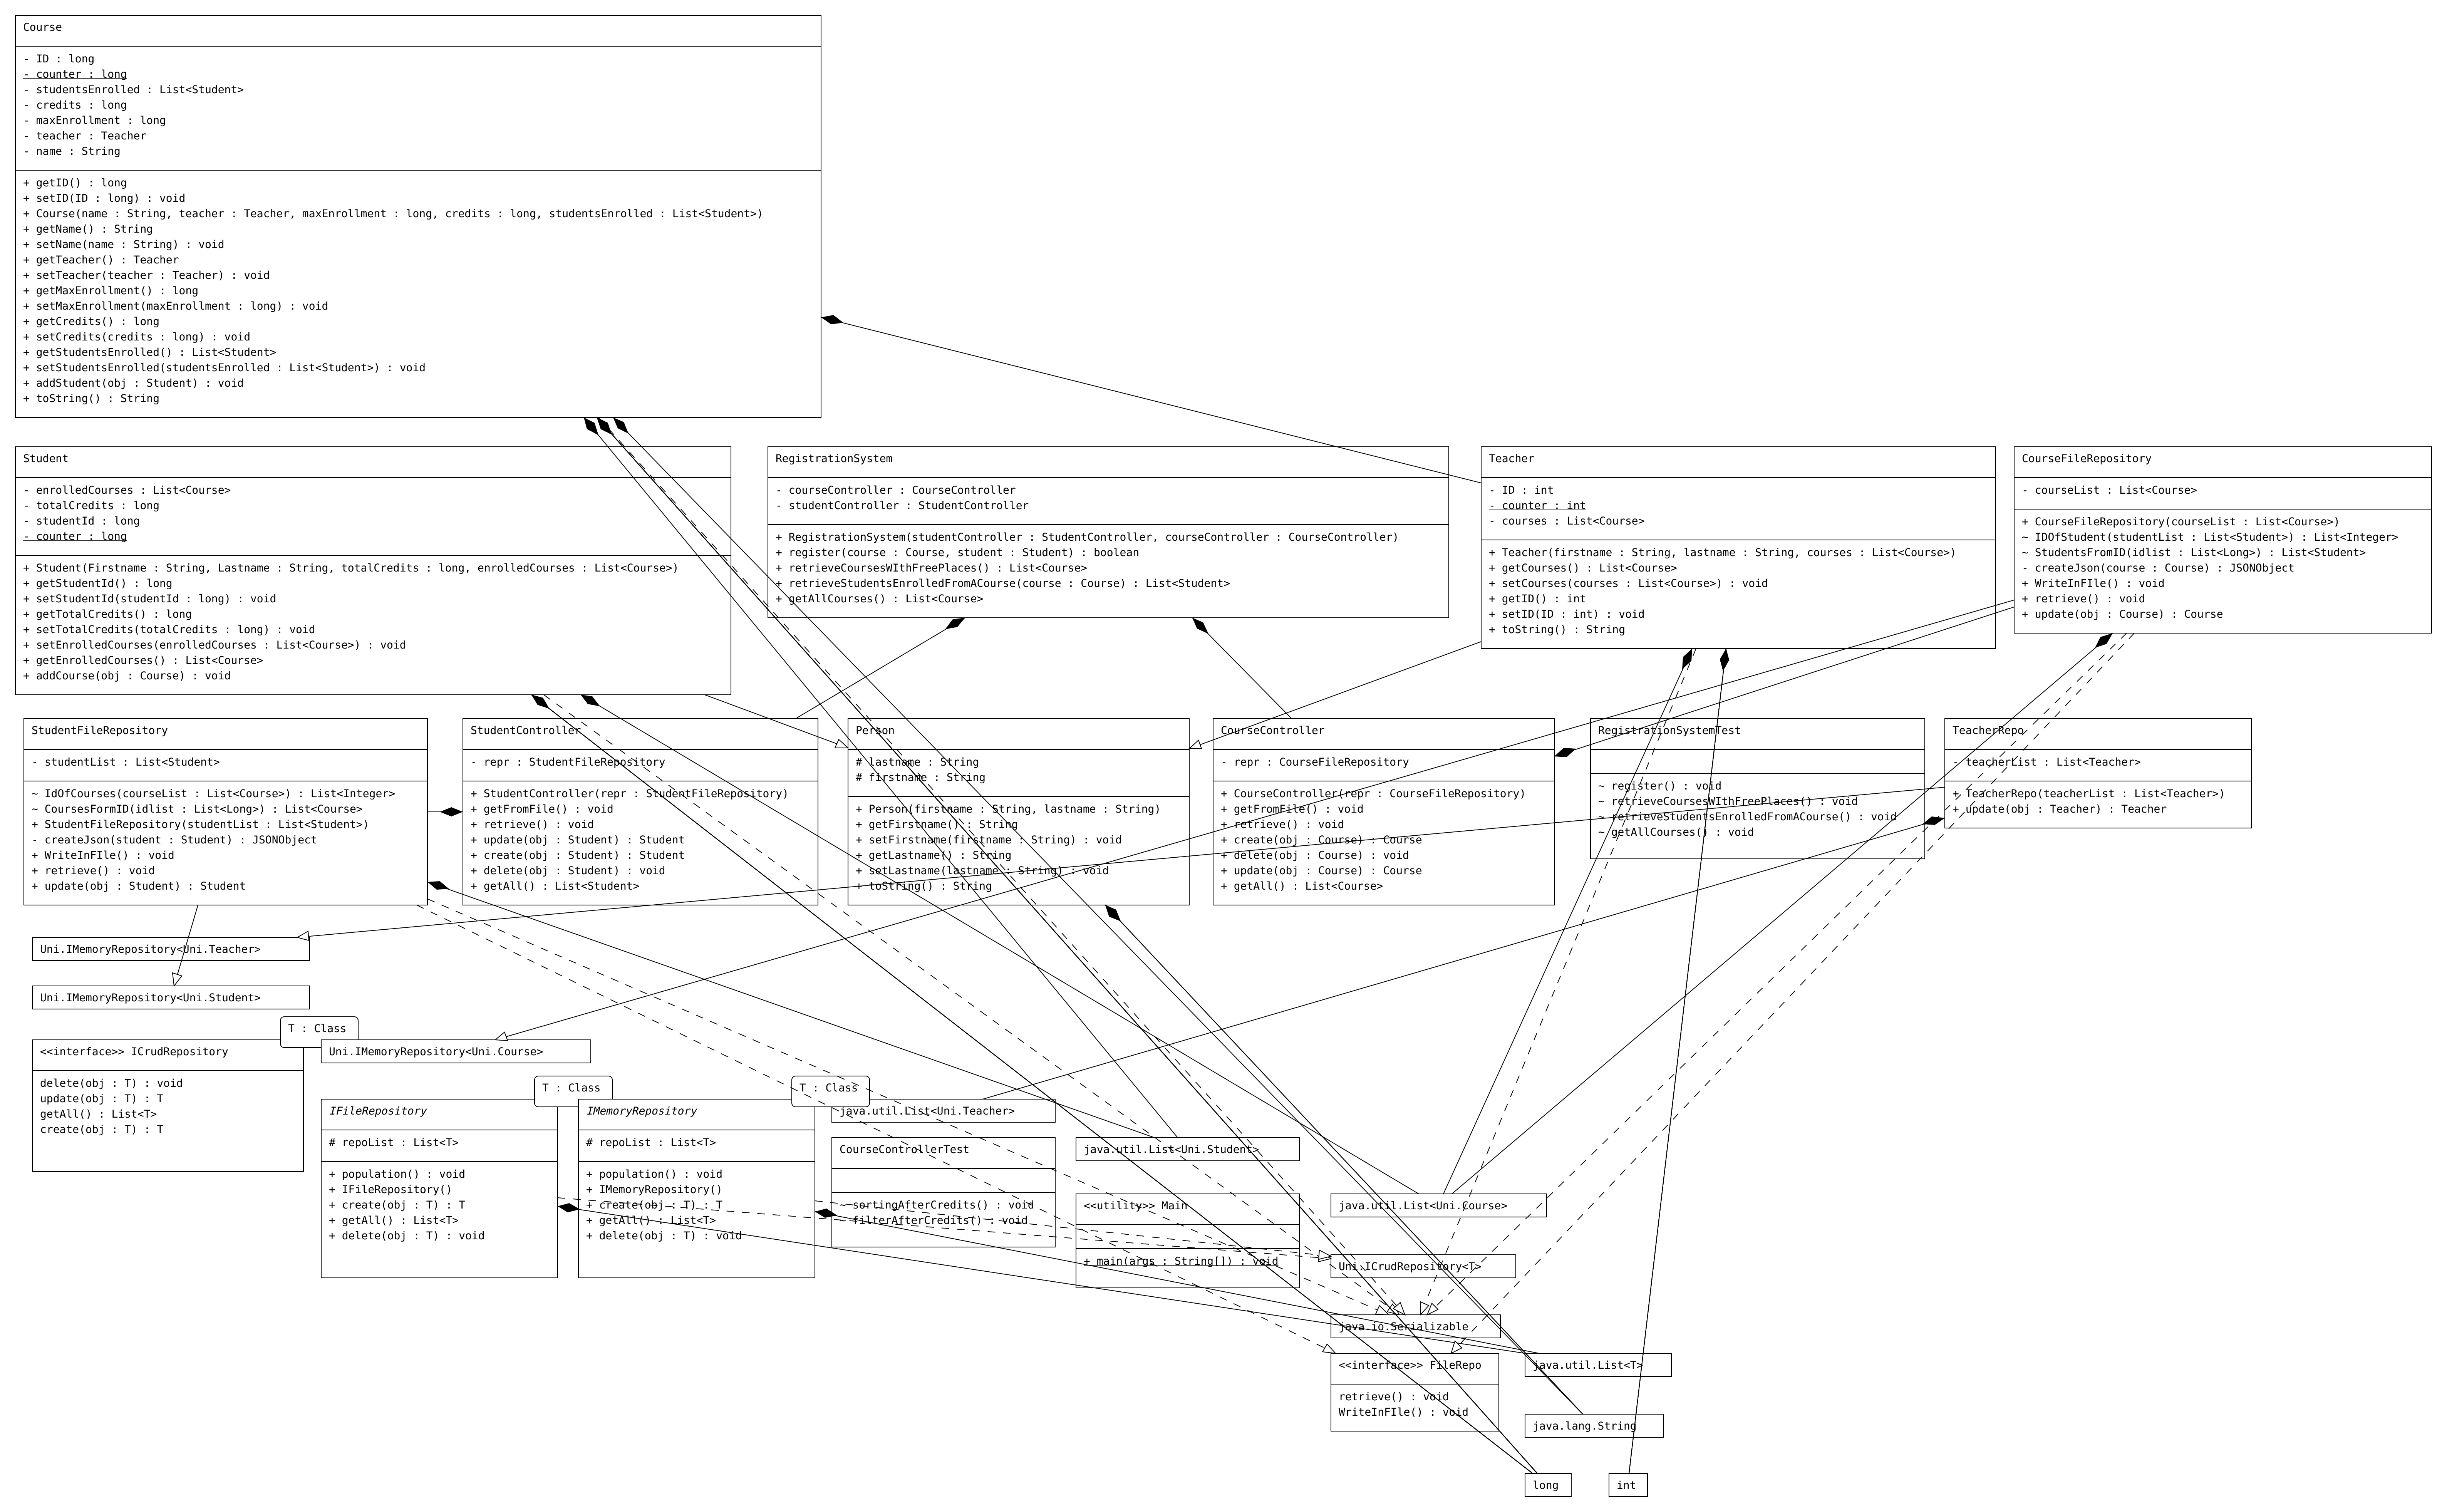 Course
- ID : long
- counter : long
- studentsEnrolled : List<Student>
- credits : long
- maxEnrollment : long
- teacher : Teacher
- name : String
+ getID() : long
+ setID(ID : long) : void
+ Course(name : String, teacher : Teacher, maxEnrollment : long, credits : long, studentsEnrolled : List<Student>)
+ getName() : String
+ setName(name : String) : void
+ getTeacher() : Teacher
+ setTeacher(teacher : Teacher) : void
+ getMaxEnrollment() : long
+ setMaxEnrollment(maxEnrollment : long) : void
+ getCredits() : long
+ setCredits(credits : long) : void
+ getStudentsEnrolled() : List<Student>
+ setStudentsEnrolled(studentsEnrolled : List<Student>) : void
+ addStudent(obj : Student) : void
+ toString() : String
Student
- enrolledCourses : List<Course>
- totalCredits : long
- studentId : long
- counter : long
+ Student(Firstname : String, Lastname : String, totalCredits : long, enrolledCourses : List<Course>)
+ getStudentId() : long
+ setStudentId(studentId : long) : void
+ getTotalCredits() : long
+ setTotalCredits(totalCredits : long) : void
+ setEnrolledCourses(enrolledCourses : List<Course>) : void
+ getEnrolledCourses() : List<Course>
+ addCourse(obj : Course) : void
RegistrationSystem
- courseController : CourseController
- studentController : StudentController
+ RegistrationSystem(studentController : StudentController, courseController : CourseController)
+ register(course : Course, student : Student) : boolean
+ retrieveCoursesWIthFreePlaces() : List<Course>
+ retrieveStudentsEnrolledFromACourse(course : Course) : List<Student>
+ getAllCourses() : List<Course>
Teacher
- ID : int
- counter : int
- courses : List<Course>
+ Teacher(firstname : String, lastname : String, courses : List<Course>)
+ getCourses() : List<Course>
+ setCourses(courses : List<Course>) : void
+ getID() : int
+ setID(ID : int) : void
+ toString() : String
CourseFileRepository
- courseList : List<Course>
+ CourseFileRepository(courseList : List<Course>)
~ IDOfStudent(studentList : List<Student>) : List<Integer>
~ StudentsFromID(idlist : List<Long>) : List<Student>
- createJson(course : Course) : JSONObject
+ WriteInFIle() : void
+ retrieve() : void
+ update(obj : Course) : Course
StudentFileRepository
- studentList : List<Student>
~ IdOfCourses(courseList : List<Course>) : List<Integer>
~ CoursesFormID(idlist : List<Long>) : List<Course>
+ StudentFileRepository(studentList : List<Student>)
- createJson(student : Student) : JSONObject
+ WriteInFIle() : void
+ retrieve() : void
+ update(obj : Student) : Student
StudentController
- repr : StudentFileRepository
+ StudentController(repr : StudentFileRepository)
+ getFromFile() : void
+ retrieve() : void
+ update(obj : Student) : Student
+ create(obj : Student) : Student
+ delete(obj : Student) : void
+ getAll() : List<Student>
Person
# lastname : String
# firstname : String
+ Person(firstname : String, lastname : String)
+ getFirstname() : String
+ setFirstname(firstname : String) : void
+ getLastname() : String
+ setLastname(lastname : String) : void
+ toString() : String
CourseController
- repr : CourseFileRepository
+ CourseController(repr : CourseFileRepository)
+ getFromFile() : void
+ retrieve() : void
+ create(obj : Course) : Course
+ delete(obj : Course) : void
+ update(obj : Course) : Course
+ getAll() : List<Course>
RegistrationSystemTest
~ register() : void
~ retrieveCoursesWIthFreePlaces() : void
~ retrieveStudentsEnrolledFromACourse() : void
~ getAllCourses() : void
TeacherRepo
- teacherList : List<Teacher>
+ TeacherRepo(teacherList : List<Teacher>)
+ update(obj : Teacher) : Teacher
Uni.IMemoryRepository<Uni.Teacher>
Uni.IMemoryRepository<Uni.Student>
T : Class
<<interface>> ICrudRepository
delete(obj : T) : void
update(obj : T) : T
getAll() : List<T>
create(obj : T) : T
Uni.IMemoryRepository<Uni.Course>
T : Class
IFileRepository
# repoList : List<T>
+ population() : void
+ IFileRepository()
+ create(obj : T) : T
+ getAll() : List<T>
+ delete(obj : T) : void
T : Class
IMemoryRepository
# repoList : List<T>
+ population() : void
+ IMemoryRepository()
+ create(obj : T) : T
+ getAll() : List<T>
+ delete(obj : T) : void
java.util.List<Uni.Teacher>
CourseControllerTest
~ sortingAfterCredits() : void
~ filterAfterCredits() : void
java.util.List<Uni.Student>
<<utility>> Main
+ main(args : String[]) : void
java.util.List<Uni.Course>
Uni.ICrudRepository<T>
java.io.Serializable
<<interface>> FileRepo
retrieve() : void
WriteInFIle() : void
java.util.List<T>
java.lang.String
long
int